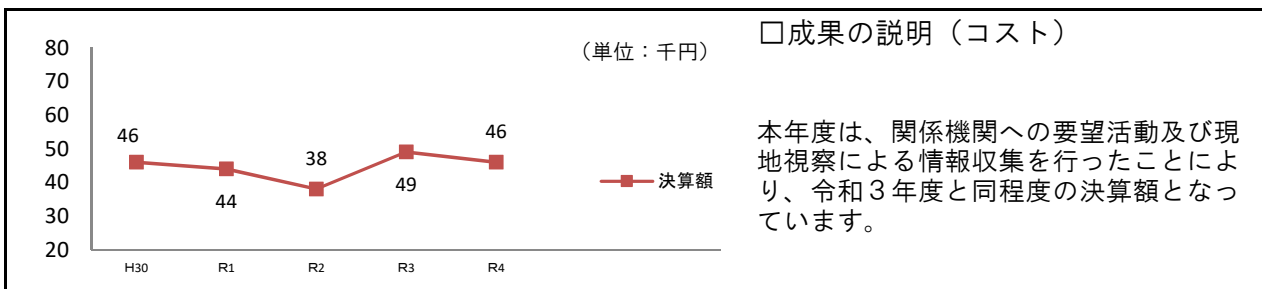 80
70
60
50
40
30
20
（単位：千円）
46
44
38
49
46
決算額
H30
R1
R2
R3
R4
□成果の説明（コスト）
本年度は、関係機関への要望活動及び現
地視察による情報収集を行ったことによ
り、令和３年度と同程度の決算額となっ
ています。